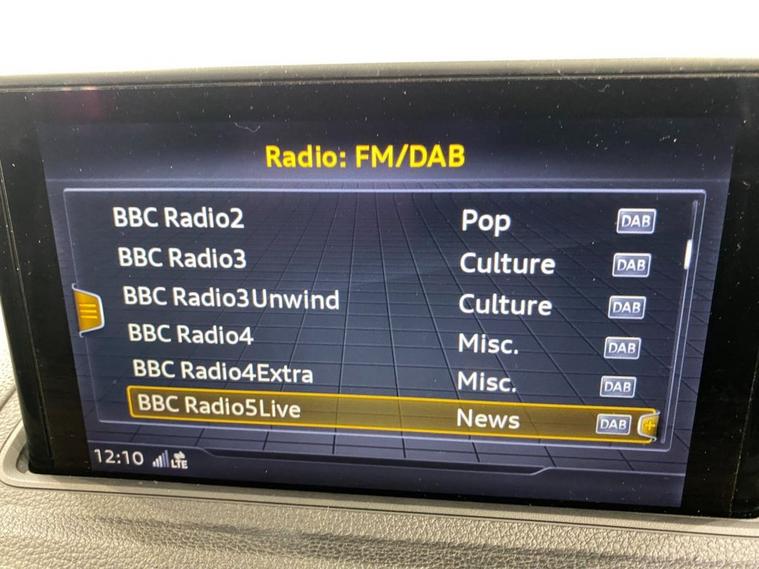 Radio: FM/DAB
BBC Radio2 Pop DAB
BBC Radio3 Culture DAB
BBC Radio3Unwind Culture DAB
BBC Radio4 Misc. DAB
BBC Radio4Extra Misc. DAB
BBC Radio5Live News DAB
12:10 LTE